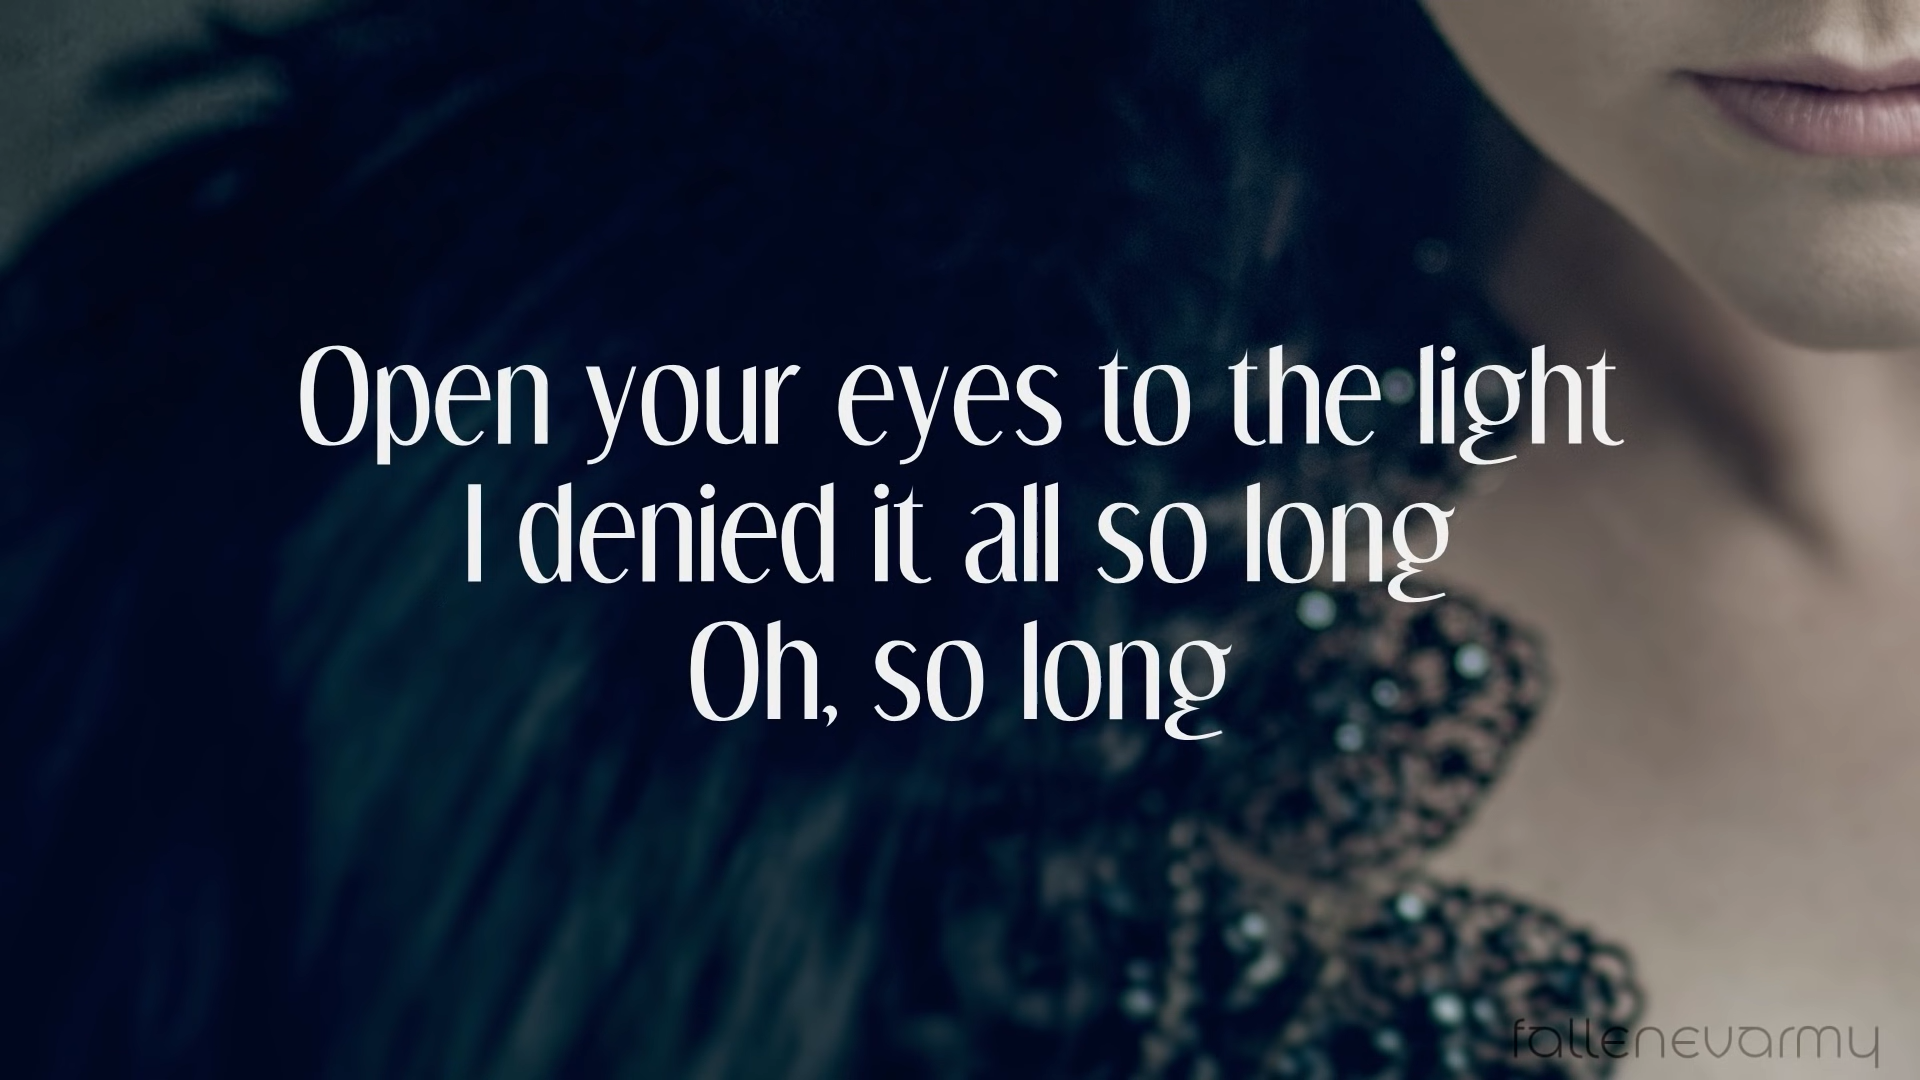 Open your eyes to the light
I denied it all so long
Oh, so long
fallenevarmy